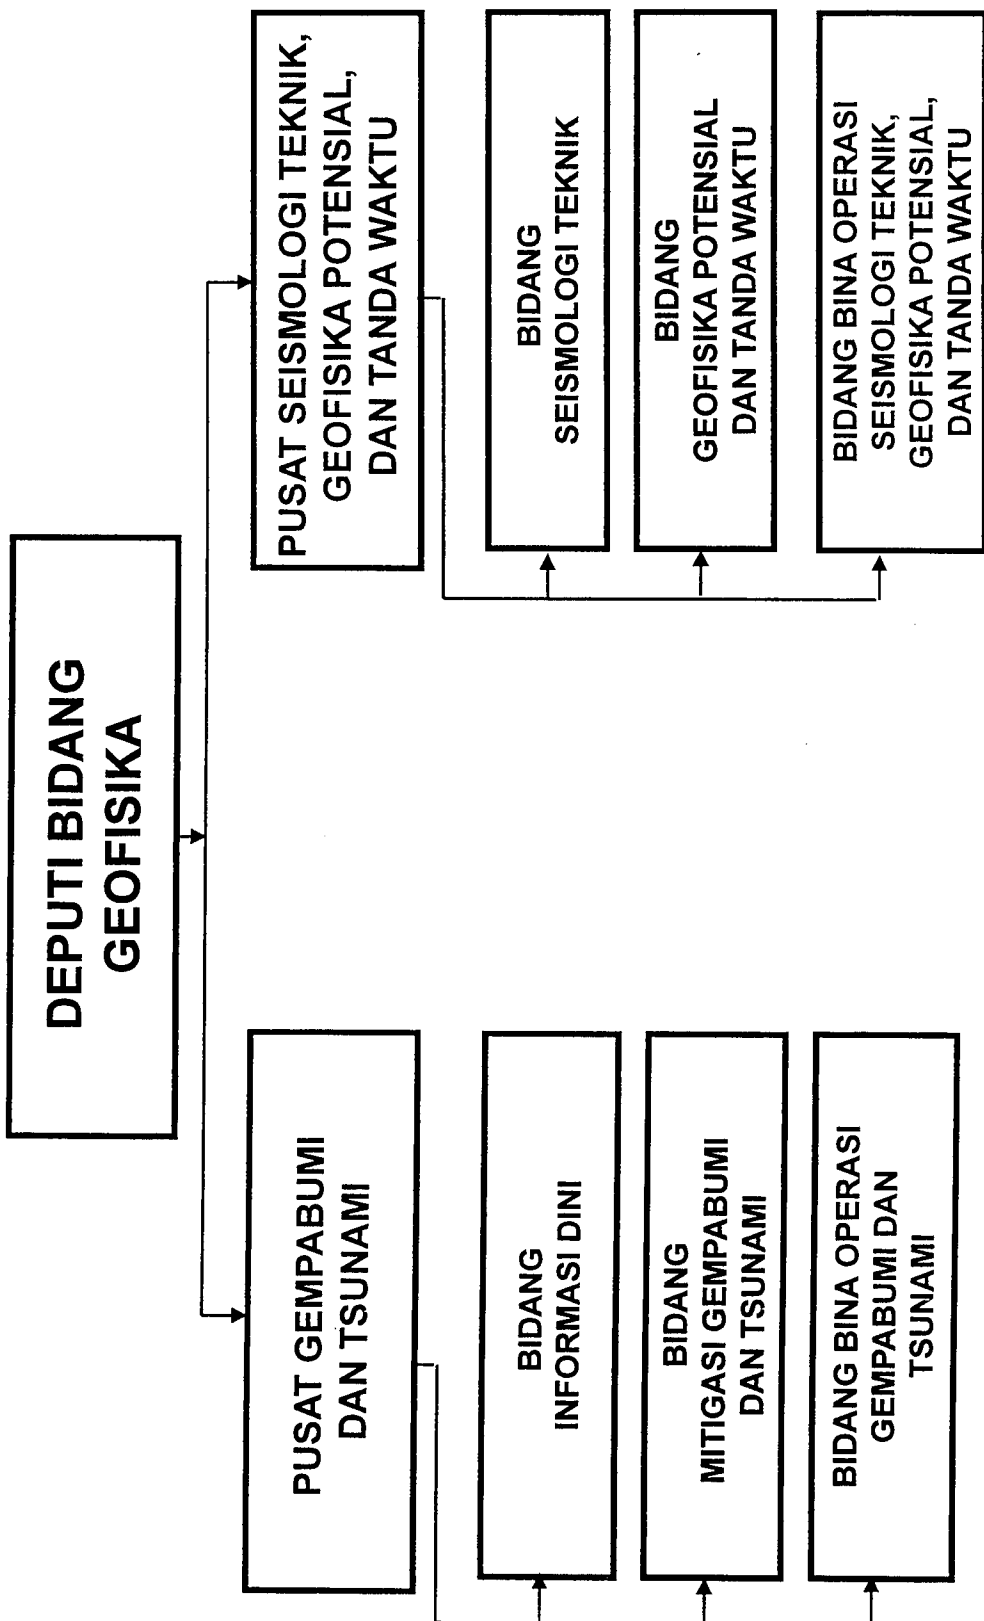 DEPUTI BIDANG
GEOFISIKA
PUSAT GEMPABUMI
DAN TSUNAMI
BIDANG
INFORMASI DINI
BIDANG
MITIGASI GEMPABUMI
DAN TSUNAMI
BIDANG BINA OPERASI
GEMPABUMI DAN
TSUNAMI
PUSAT SEISMOLOGI TEKNIK,
GEOFISIKA POTENSIAL,
DAN TANDA WAKTU
BIDANG
SEISMOLOGI TEKNIK
BIDANG
GEOFISIKA POTENSIAL
DAN TANDA WAKTU
BIDANG BINA OPERASI
SEISMOLOGI TEKNIK,
GEOFISIKA POTENSIAL,
DAN TANDA WAKTU